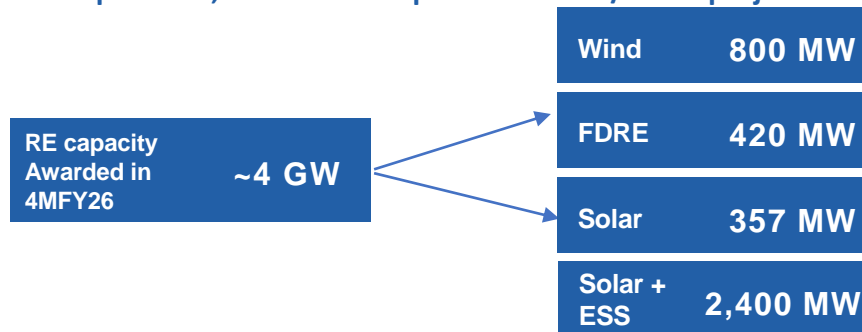 RE capacity
Awarded in
4MFY26
~4 GW
Wind 800 MW
FDRE 420 MW
Solar 357 MW
Solar +
ESS
2,400 MW